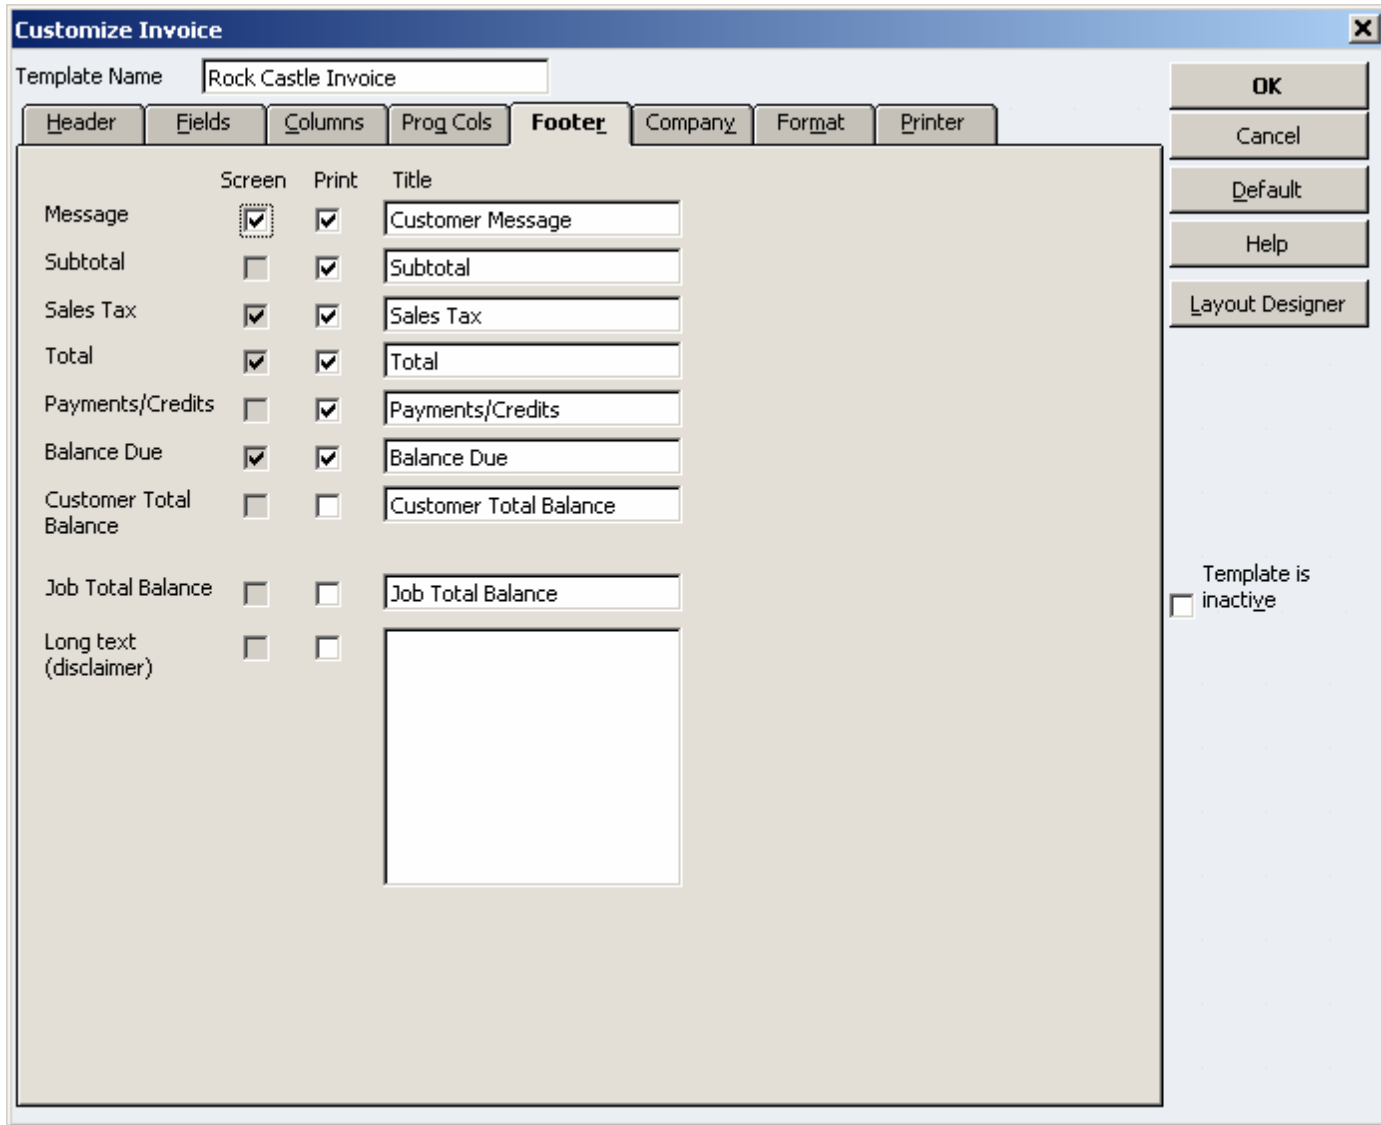 Customize Invoice
Template Name Rock Castle Invoice
OK
Header Fields Columns Prog Cols Footer Company Format Printer
Cancel
Screen Print Title
Default
Message Customer Message
Help
Subtotal Subtotal
Sales Tax Sales Tax
Layout Designer
Total Total
Payments/Credits Payments/Credits
Balance Due Balance Due
Customer Total
Balance
Customer Total Balance
Job Total Balance Job Total Balance
Template is
inactive
Long text
(disclaimer)